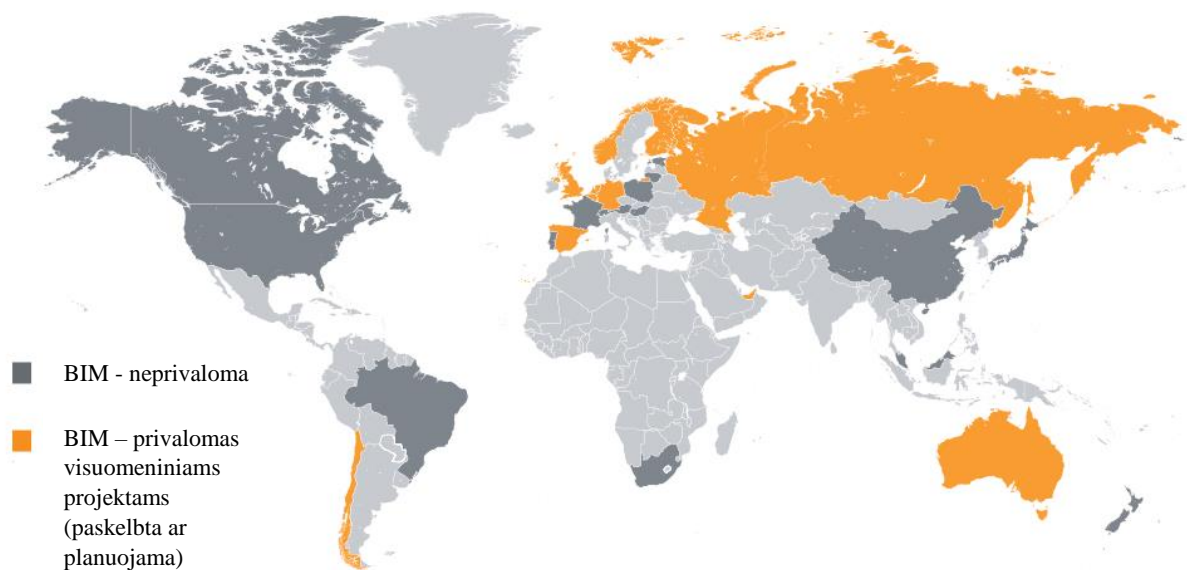 BIM - neprivaloma
BIM – privalomas
visuomeniniams
projektams
(paskelbta ar
planuojama)